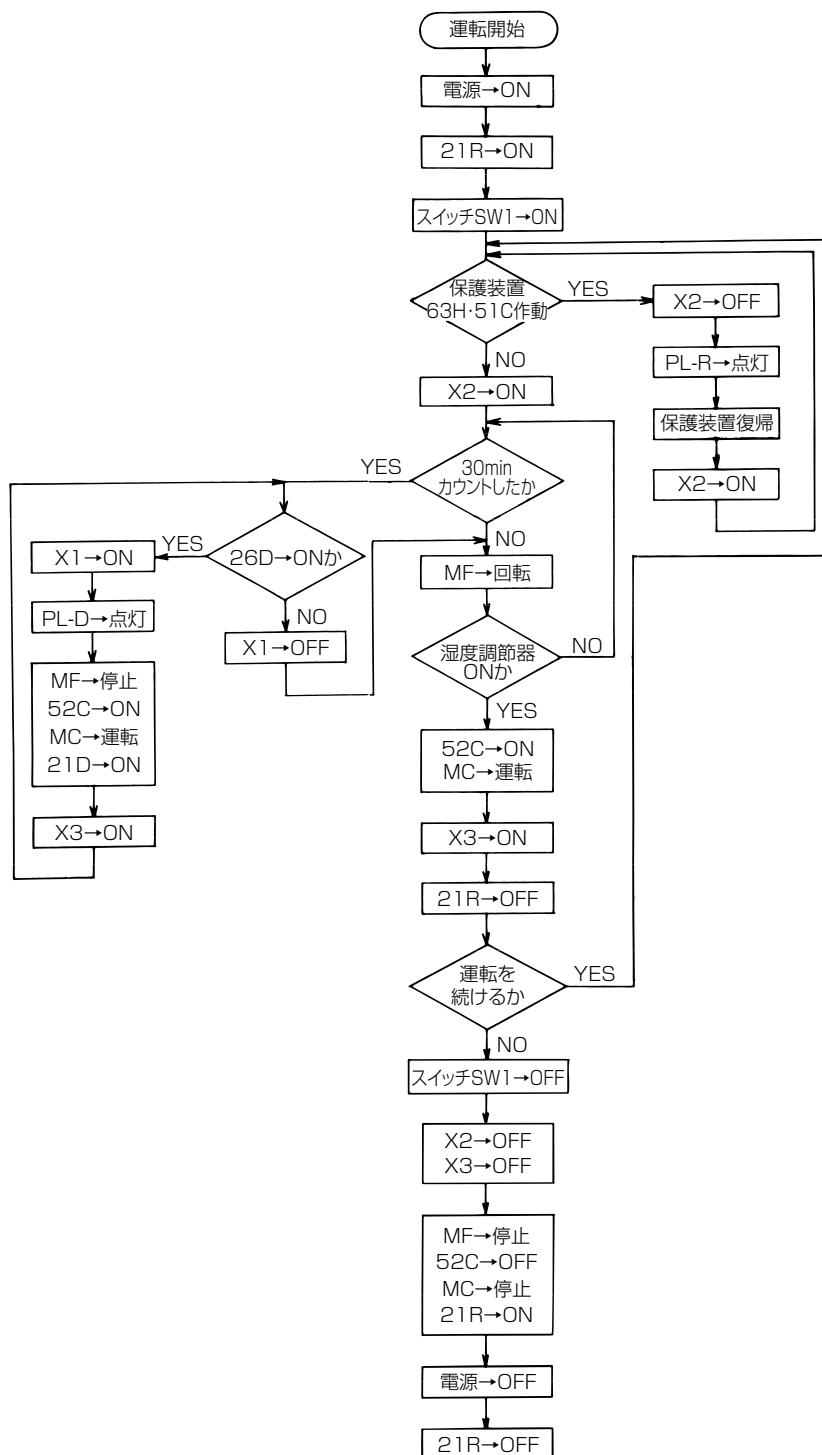 運転開始
電源→ON
21R→ON
スイッチSW1→ON
保護装置
63H・51C作動
YES
X2→OFF
PL-R→点灯
保護装置復帰
X2→ON
NO
X2→ON
30min
カウントしたか
YES
26D→ONか
YES
X1→ON
PL-D→点灯
MF→停止
52C→ON
MC→運転
21D→ON
X3→ON
NO
X1→OFF
NO
MF→回転
湿度調節器
ONか
NO
YES
52C→ON
MC→運転
X3→ON
21R→OFF
運転を
続けるか
YES
NO
スイッチSW1→OFF
X2→OFF
X3→OFF
MF→停止
52C→OFF
MC→停止
21R→ON
電源→OFF
21R→OFF